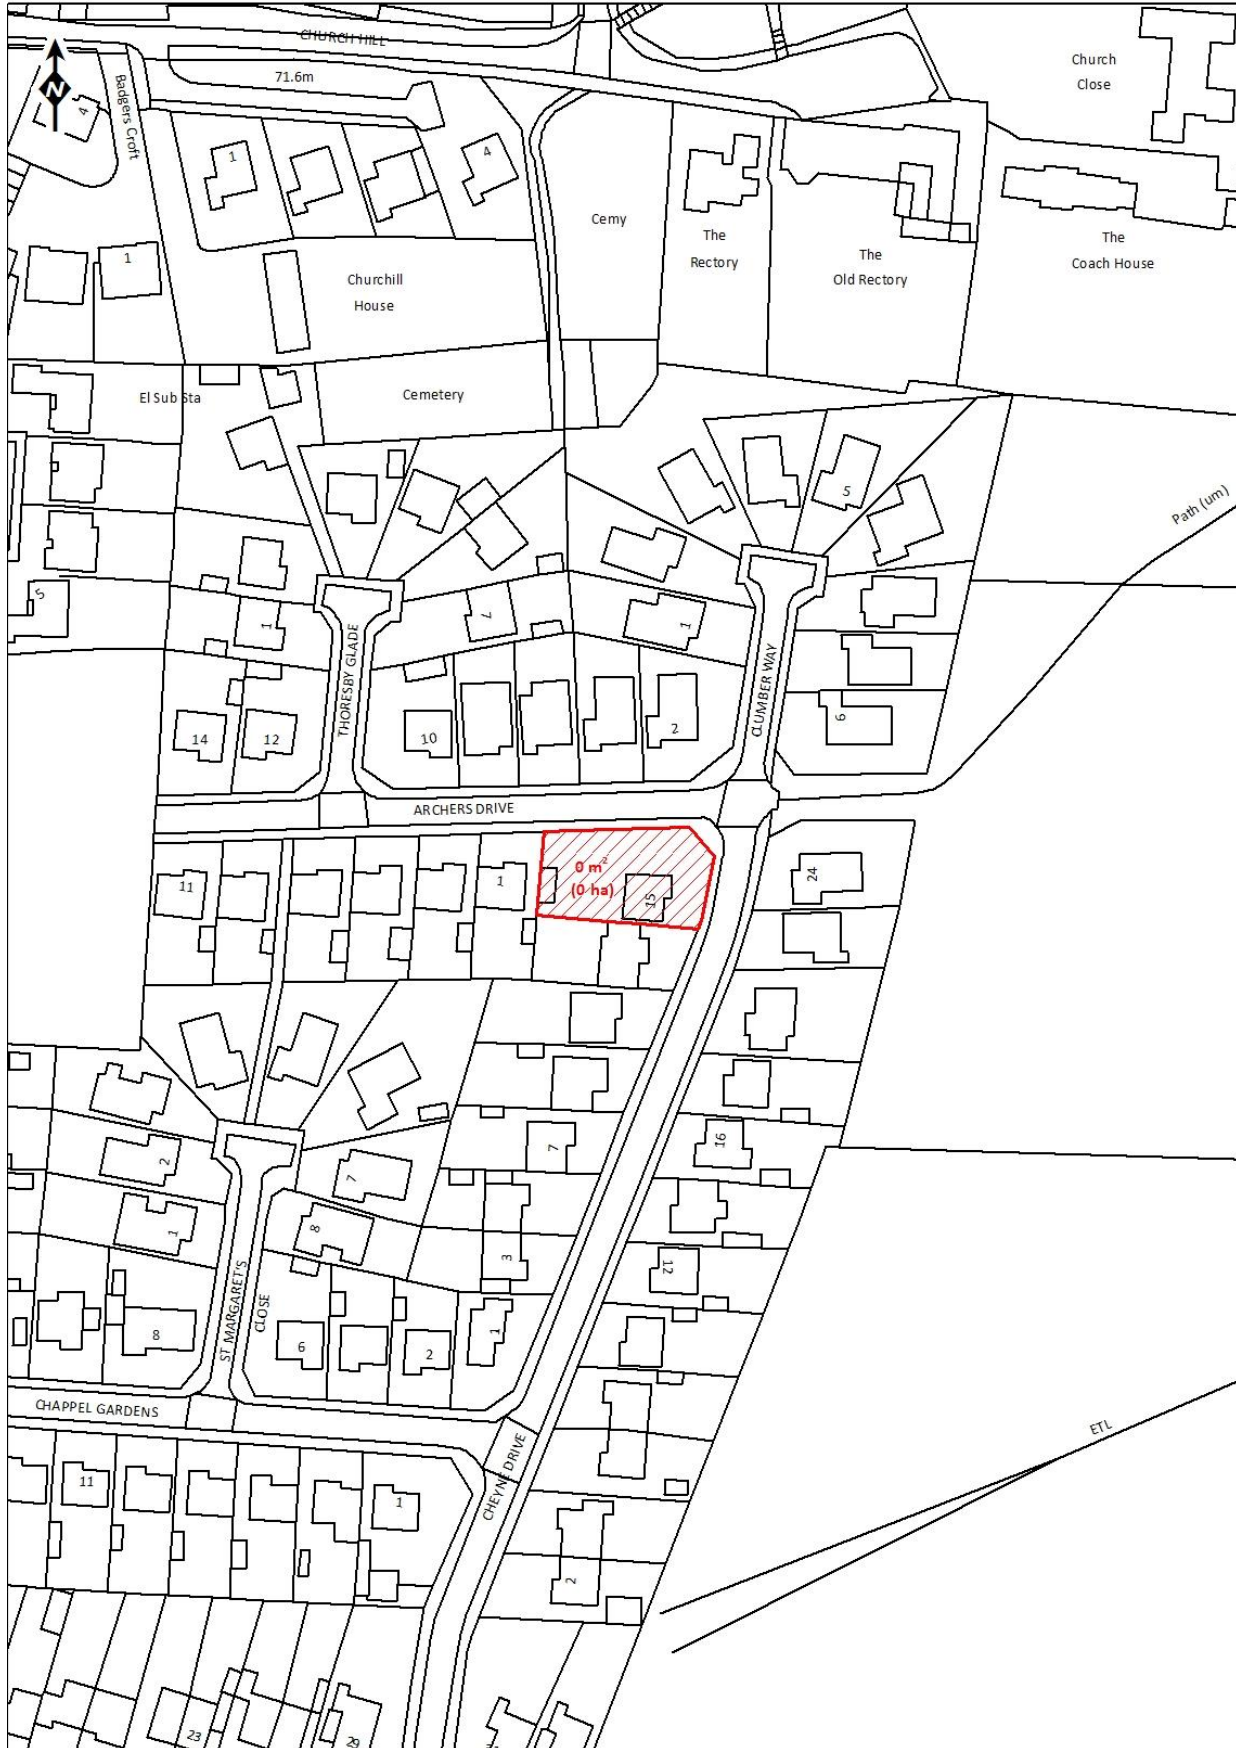 CHURCH HILL
71.6m
Church
Close
N
4
Badgers Croft
1
4
Cemy
The
Rectory
The
Old Rectory
The
Coach House
1
Churchill
House
El Sub Sta
Cemetery
5
Path (um)
5
1
7
1
THORESBY GLADE
CLUMBER WAY
14
12
10
2
6
ARCHERS DRIVE
11
1
0 m²
(0 ha)
15
24
2
7
7
16
1
8
3
12
ST MARGARET'S
CLOSE
8
6
2
1
CHAPPEL GARDENS
ETL
11
1
CHEYNE DRIVE
2
23
29